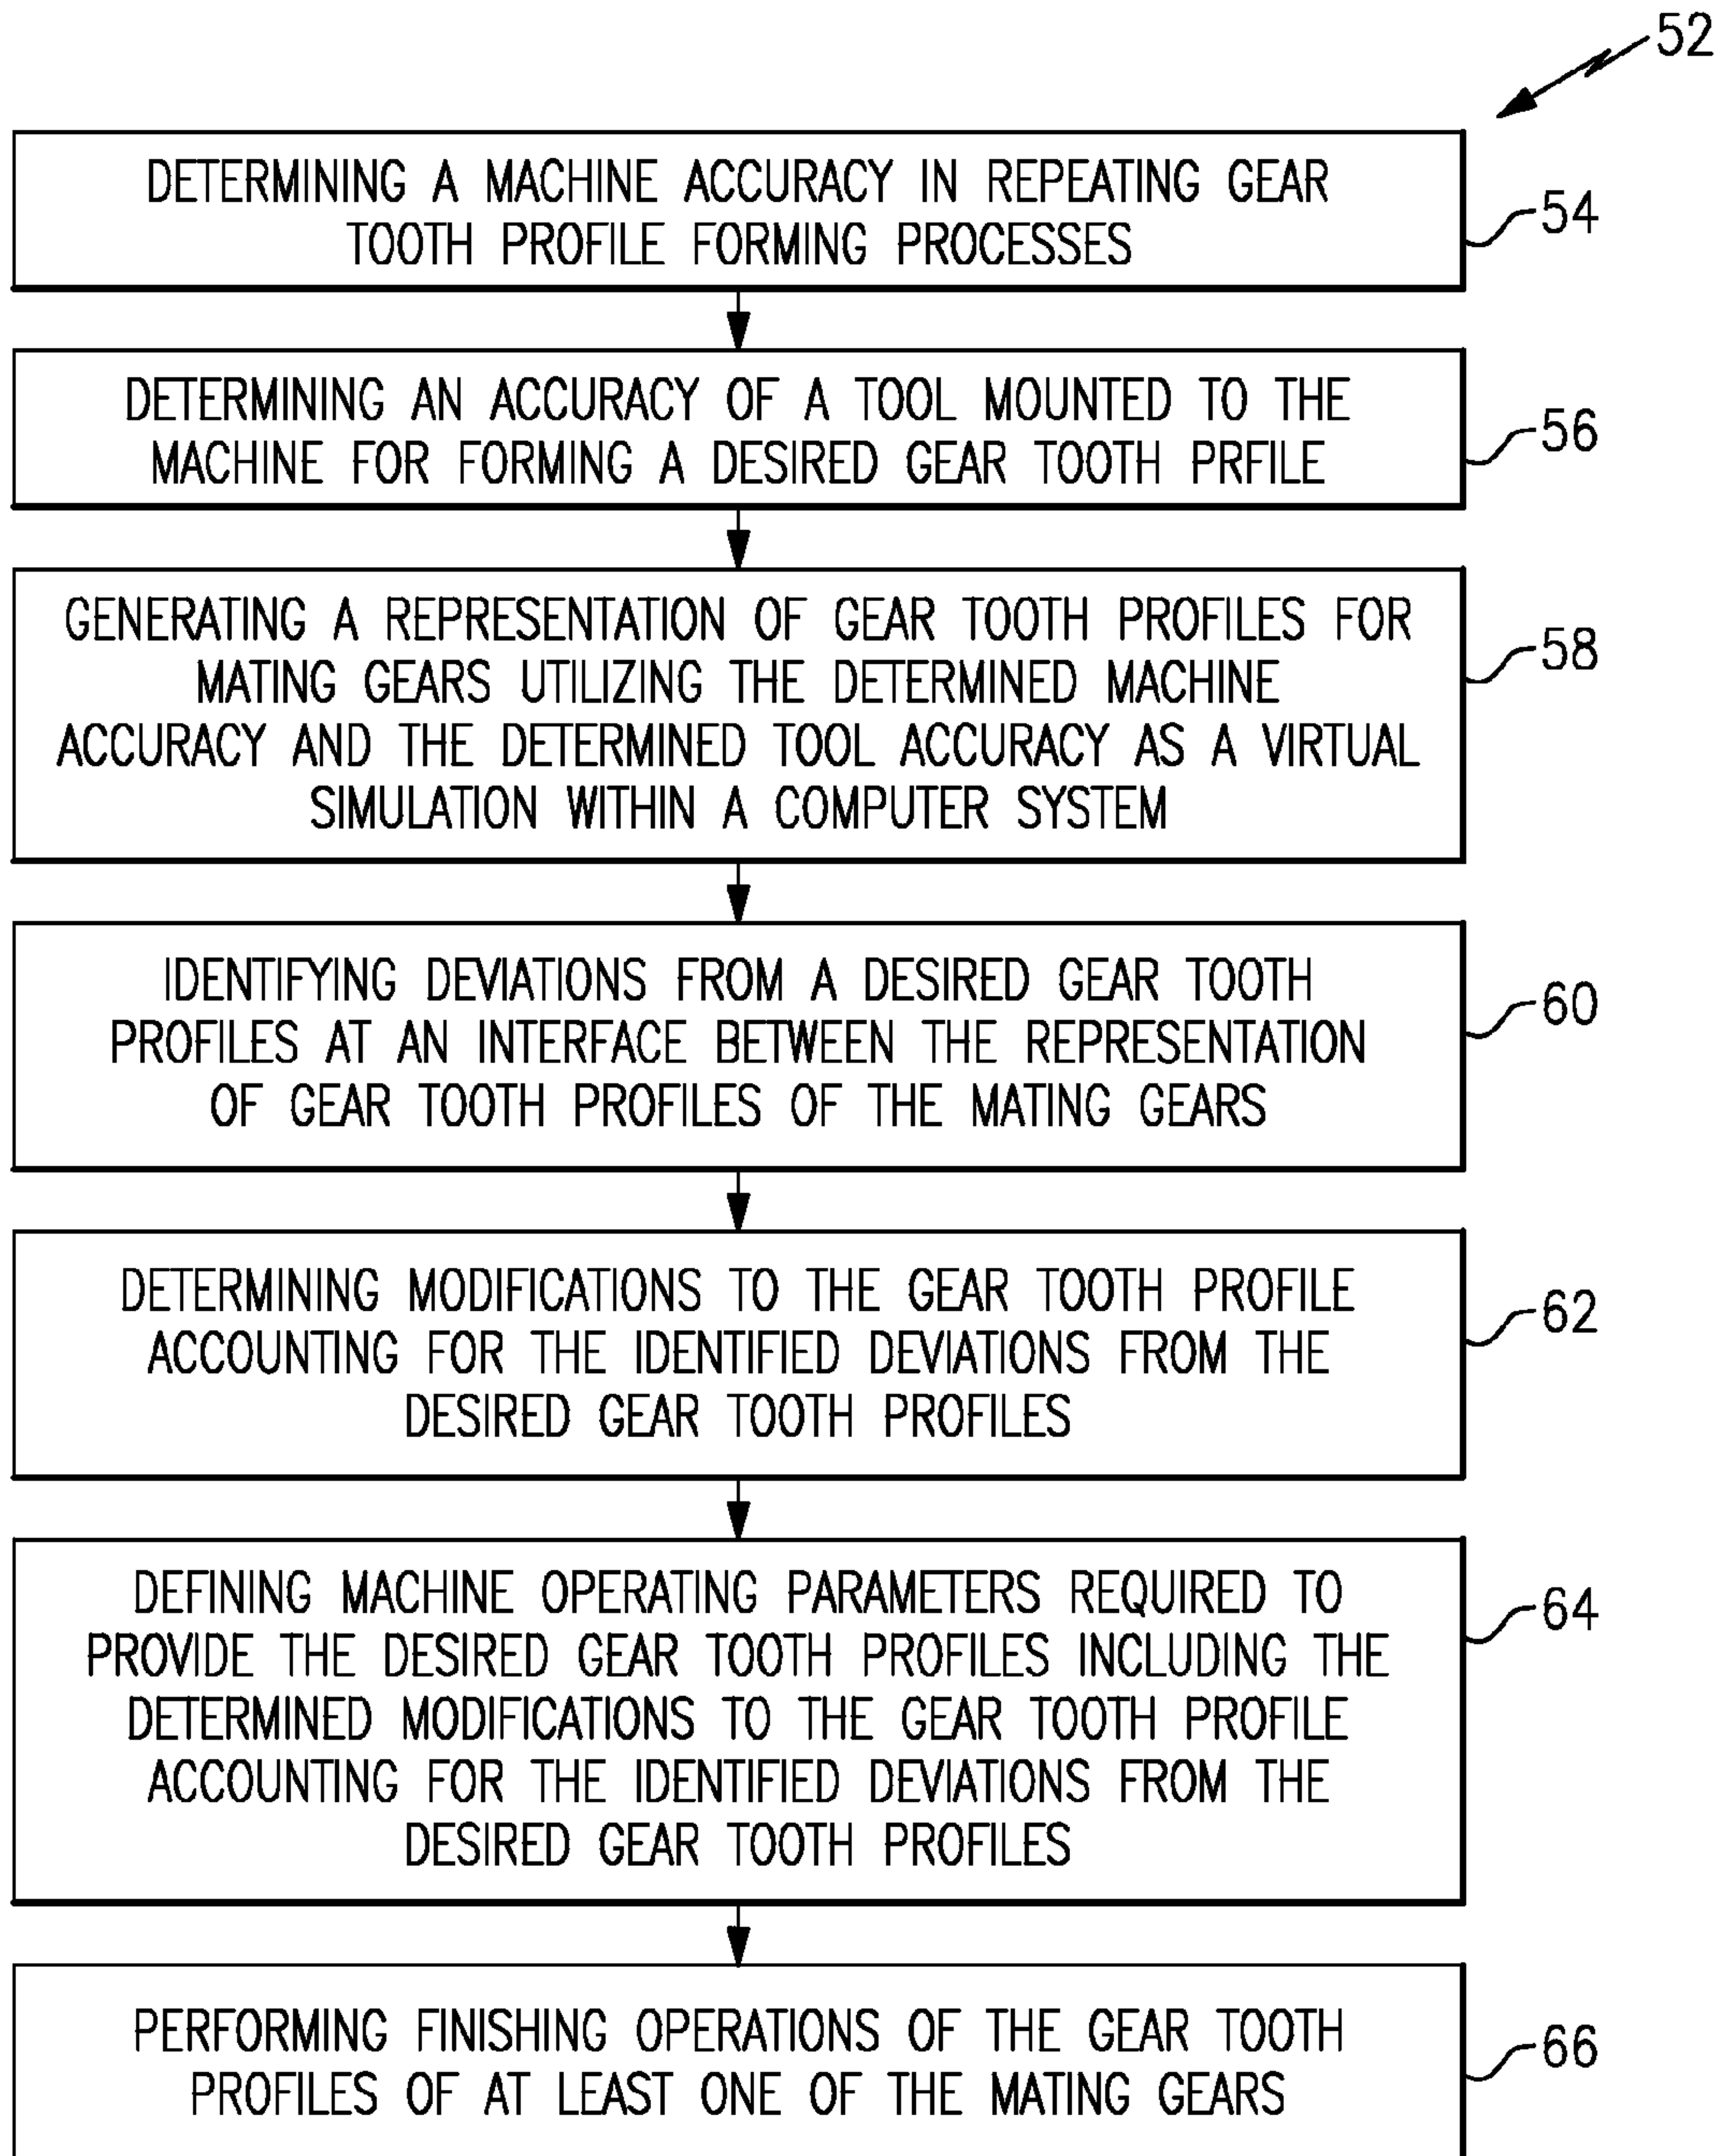 52
DETERMINING A MACHINE ACCURACY IN REPEATING GEAR
TOOTH PROFILE FORMING PROCESSES
54
DETERMINING AN ACCURACY OF A TOOL MOUNTED TO THE
MACHINE FOR FORMING A DESIRED GEAR TOOTH PRFILE
56
GENERATING A REPRESENTATION OF GEAR TOOTH PROFILES FOR
MATING GEARS UTILIZING THE DETERMINED MACHINE
ACCURACY AND THE DETERMINED TOOL ACCURACY AS A VIRTUAL
SIMULATION WITHIN A COMPUTER SYSTEM
58
IDENTIFYING DEVIATIONS FROM A DESIRED GEAR TOOTH
PROFILES AT AN INTERFACE BETWEEN THE REPRESENTATION
OF GEAR TOOTH PROFILES OF THE MATING GEARS
60
DETERMINING MODIFICATIONS TO THE GEAR TOOTH PROFILE
ACCOUNTING FOR THE IDENTIFIED DEVIATIONS FROM THE
DESIRED GEAR TOOTH PROFILES
62
DEFINING MACHINE OPERATING PARAMETERS REQUIRED TO
PROVIDE THE DESIRED GEAR TOOTH PROFILES INCLUDING THE
DETERMINED MODIFICATIONS TO THE GEAR TOOTH PROFILE
ACCOUNTING FOR THE IDENTIFIED DEVIATIONS FROM THE
DESIRED GEAR TOOTH PROFILES
64
PERFORMING FINISHING OPERATIONS OF THE GEAR TOOTH
PROFILES OF AT LEAST ONE OF THE MATING GEARS
66